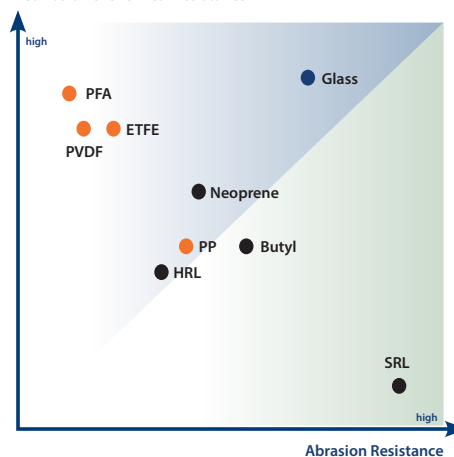 high
Glass
PFA
ETFE
PVDF
Neoprene
PP
Butyl
HRL
SRL
high
Abrasion Resistance